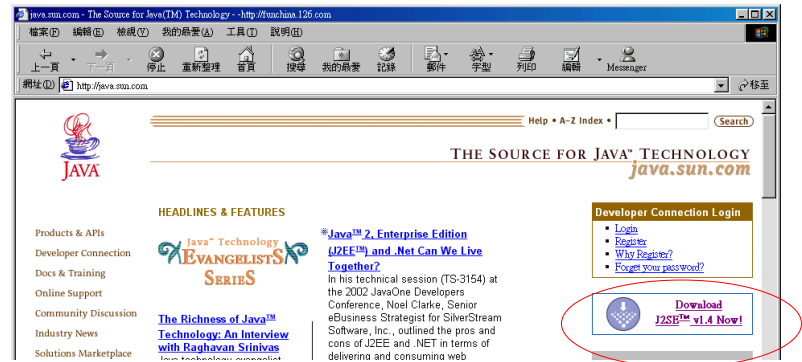 java.sun.com - The Source for Java(TM) Technology - -http://funchina.126.com
檔案(F) 編輯(E) 檢視(V) 我的最愛(A) 工具(T) 說明(H)
上一頁 下一頁 停止 重新整理 首頁 搜尋 我的最愛 記錄 郵件 字型 列印 編輯 Messenger
網址(D) http://java.sun.com 移至
Help • A-Z Index • Search
JAVA
THE SOURCE FOR JAVA™ TECHNOLOGY
java.sun.com
Products & APIs
Developer Connection
Docs & Training
Online Support
Community Discussion
Industry News
Solutions Marketplace
HEADLINES & FEATURES
Java™ Technology
EVANGELISTS
SERIES
The Richness of Java™
Technology: An Interview
with Raghavan Srinivas
Java technology evangelist
Java™ 2, Enterprise Edition
(J2EE™) and .Net Can We Live
Together?
In his technical session (TS-3154) at
the 2002 JavaOne Developers
Conference, Noel Clarke, Senior
eBusiness Strategist for SilverStream
Software, Inc., outlined the pros and
cons of J2EE and .NET in terms of
delivering and consuming web
Developer Connection Login
Login
Register
Why Register?
Forget your password?
Download
J2SE™ v1.4 Now!